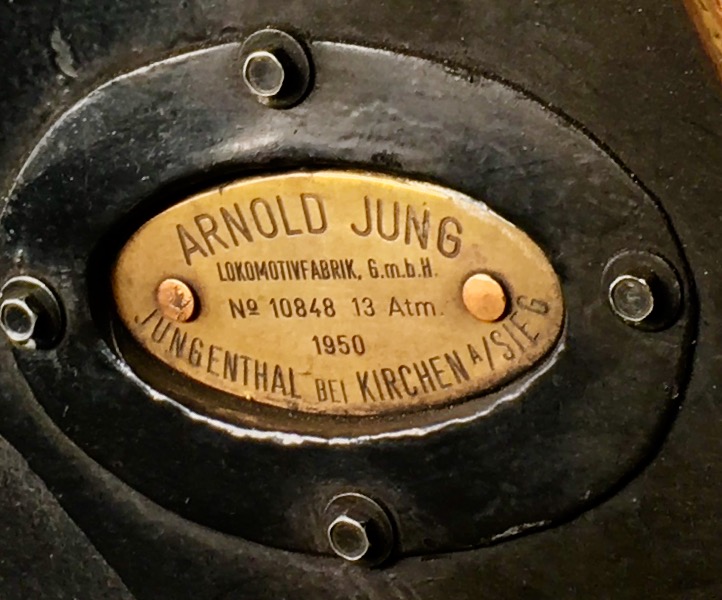 ARNOLD JUNG
LOKOMOTIVFABRIK, G.m.b.H.
Nº 10848 13 Atm.
1950
JUNGENTHAL BEI KIRCHEN A/SIEG